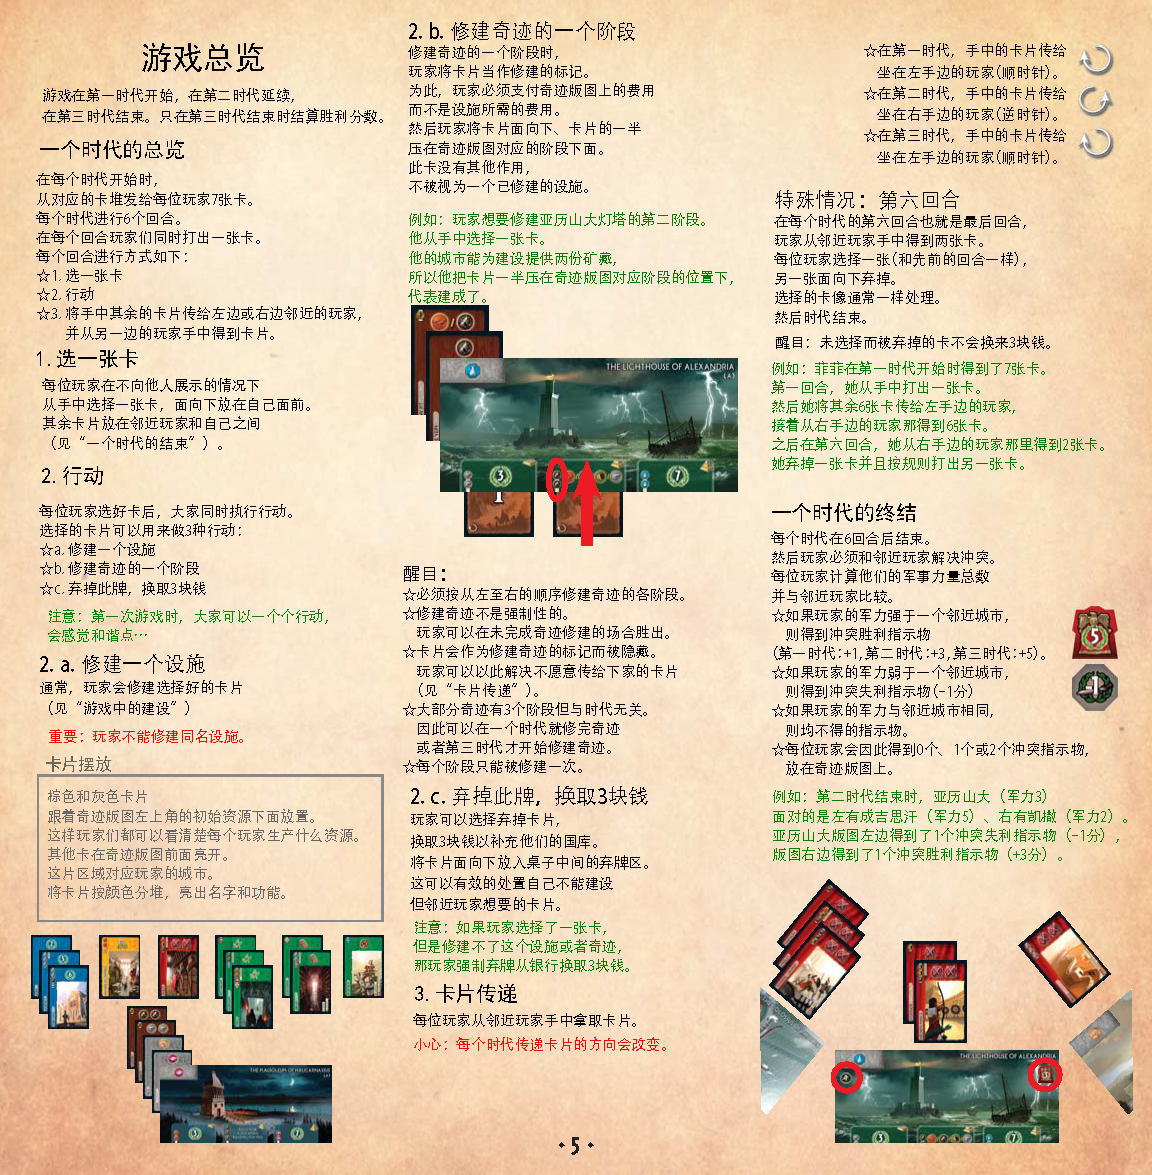 游戏总览
游戏在第一时代开始，在第二时代延续，
在第三时代结束。只在第三时代结束时结算胜利分数。
一个时代的总览
在每个时代开始时，
从对应的卡堆发给每位玩家7张卡。
每个时代进行6个回合。
在每个回合玩家们同时打出一张卡。
每个回合进行方式如下：
☆1. 选一张卡
☆2. 行动
☆3. 将手中其余的卡片传给左边或右边邻近的玩家，
并从另一边的玩家手中得到卡片。
1. 选一张卡
每位玩家在不向他人展示的情况下
从手中选择一张卡，面向下放在自己面前。
其余卡片放在邻近玩家和自己之间
（见“一个时代的结束”）。
2. 行动
每位玩家选好卡后，大家同时执行行动。
选择的卡片可以用来做3种行动：
☆a. 修建一个设施
☆b. 修建奇迹的一个阶段
☆c. 弃掉此牌，换取3块钱
注意：第一次游戏时，大家可以一个个行动，
会感觉和谐点…
2. a. 修建一个设施
通常，玩家会修建选择好的卡片
（见“游戏中的建设”）
重要：玩家不能修建同名设施。
卡片摆放
棕色和灰色卡片
跟着奇迹版图左上角的初始资源下面放置。
这样玩家们都可以看清楚每个玩家生产什么资源。
其他卡在奇迹版图前面亮开。
这片区域对应玩家的城市。
将卡片按颜色分堆，亮出名字和功能。
THE MAUSOLEUM OF HALICARNASSUS
3
7
2. b. 修建奇迹的一个阶段
修建奇迹的一个阶段时，
玩家将卡片当作修建的标记。
为此，玩家必须支付奇迹版图上的费用
而不是设施所需的费用。
然后玩家将卡片面向下、卡片的一半
压在奇迹版图对应的阶段下面。
此卡没有其他作用，
不被视为一个已修建的设施。
例如：玩家想要修建亚历山大灯塔的第二阶段。
他从手中选择一张卡。
他的城市能为建设提供两份矿藏，
所以他把卡片一半压在奇迹版图对应阶段的位置下，
代表建成了。
THE LIGHTHOUSE OF ALEXANDRIA
(A)
3
7
1
醒目：
☆必须按从左至右的顺序修建奇迹的各阶段。
☆修建奇迹不是强制性的。
玩家可以在未完成奇迹修建的场合胜出。
☆卡片会作为修建奇迹的标记而被隐藏。
玩家可以以此解决不愿意传给下家的卡片
（见“卡片传递”）。
☆大部分奇迹有3个阶段但与时代无关。
因此可以在一个时代就修完奇迹
或者第三时代才开始修建奇迹。
☆每个阶段只能被修建一次。
2. c. 弃掉此牌，换取3块钱
玩家可以选择弃掉卡片，
换取3块钱以补充他们的国库。
将卡片面向下放入桌子中间的弃牌区。
这可以有效的处置自己不能建设
但邻近玩家想要的卡片。
注意：如果玩家选择了一张卡，
但是修建不了这个设施或者奇迹，
那玩家强制弃牌从银行换取3块钱。
3. 卡片传递
每位玩家从邻近玩家手中拿取卡片。
小心：每个时代传递卡片的方向会改变。
☆在第一时代，手中的卡片传给
坐在左手边的玩家(顺时针)。
☆在第二时代，手中的卡片传给
坐在右手边的玩家(逆时针)。
☆在第三时代，手中的卡片传给
坐在左手边的玩家(顺时针)。
特殊情况：第六回合
在每个时代的第六回合也就是最后回合，
玩家从邻近玩家手中得到两张卡。
每位玩家选择一张(和先前的回合一样)，
另一张面向下弃掉。
选择的卡像通常一样处理。
然后时代结束。
醒目：未选择而被弃掉的卡不会换来3块钱。
例如：菲菲在第一时代开始时得到了7张卡。
第一回合，她从手中打出一张卡。
然后她将其余6张卡传给左手边的玩家，
接着从右手边的玩家那得到6张卡。
之后在第六回合，她从右手边的玩家那里得到2张卡。
她弃掉一张卡并且按规则打出另一张卡。
一个时代的终结
每个时代在6回合后结束。
然后玩家必须和邻近玩家解决冲突。
每位玩家计算他们的军事力量总数
并与邻近玩家比较。
☆如果玩家的军力强于一个邻近城市，
则得到冲突胜利指示物
(第一时代：+1,第二时代：+3,第三时代：+5)。
☆如果玩家的军力弱于一个邻近城市，
则得到冲突失利指示物(-1分)
☆如果玩家的军力与邻近城市相同，
则均不得的指示物。
☆每位玩家会因此得到0个、1个或2个冲突指示物，
放在奇迹版图上。
5
-1
例如：第二时代结束时，亚历山大（军力3）
面对的是左有成吉思汗（军力5）、右有凯撒（军力2）。
亚历山大版图左边得到了1个冲突失利指示物（-1分），
版图右边得到了1个冲突胜利指示物（+3分）。
THE LIGHTHOUSE OF ALEXANDRIA
3
7
• 5 •